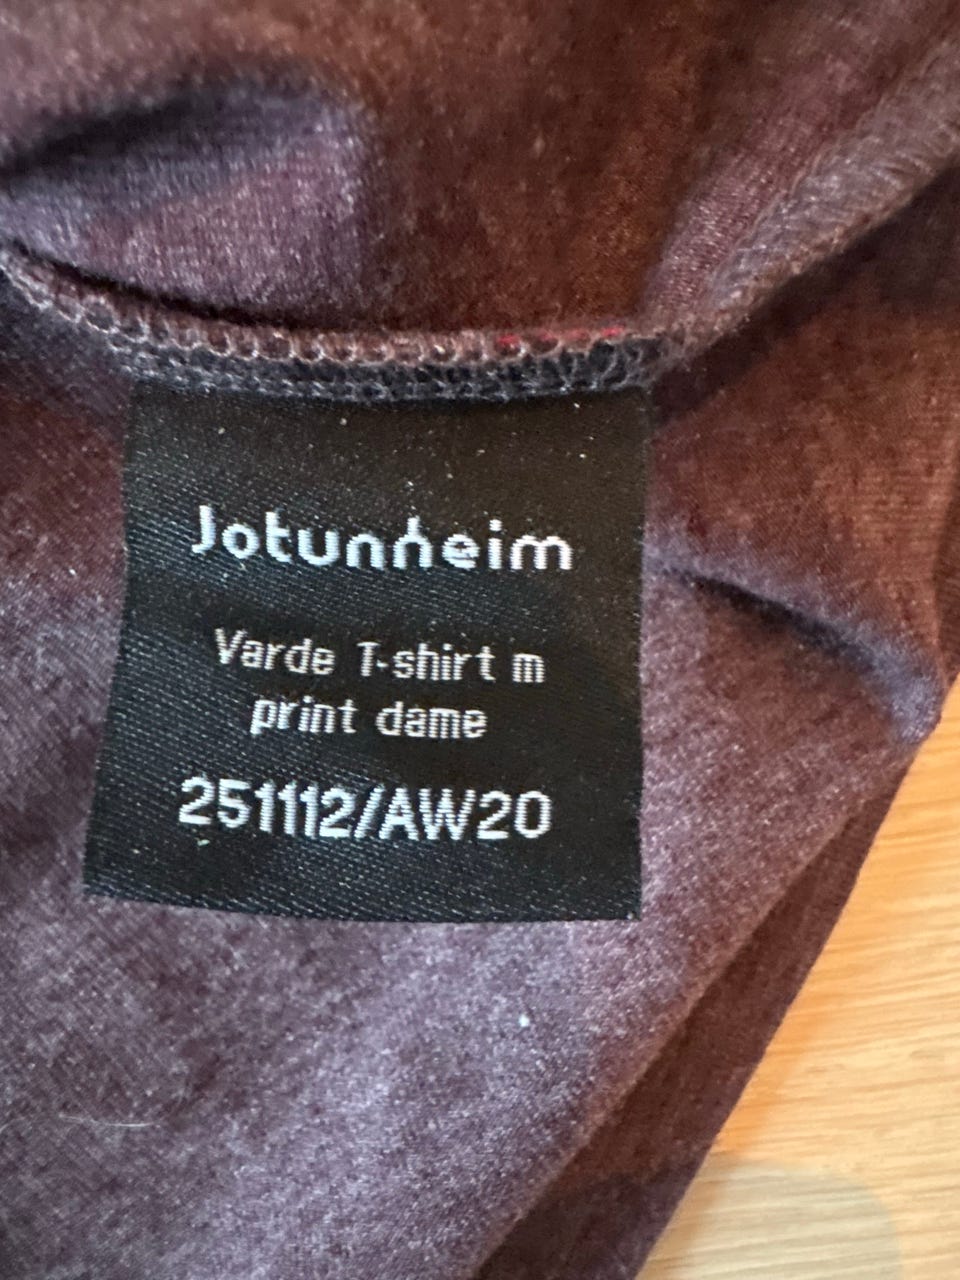 Jotunheim
Varde T-shirt m
print dame
251112/AW20